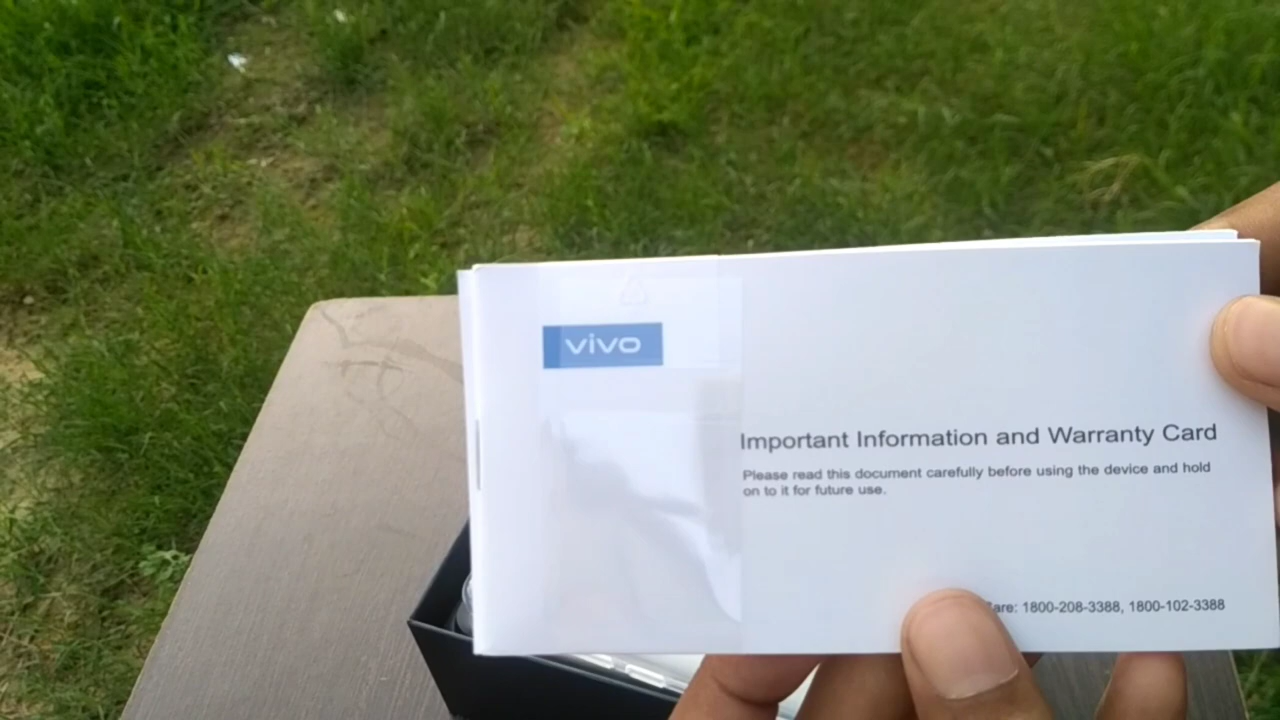 vivo
Important Information and Warranty Card
Please read this document carefully before using the device and hold
on to it for future use.
are: 1800-208-3388, 1800-102-3388